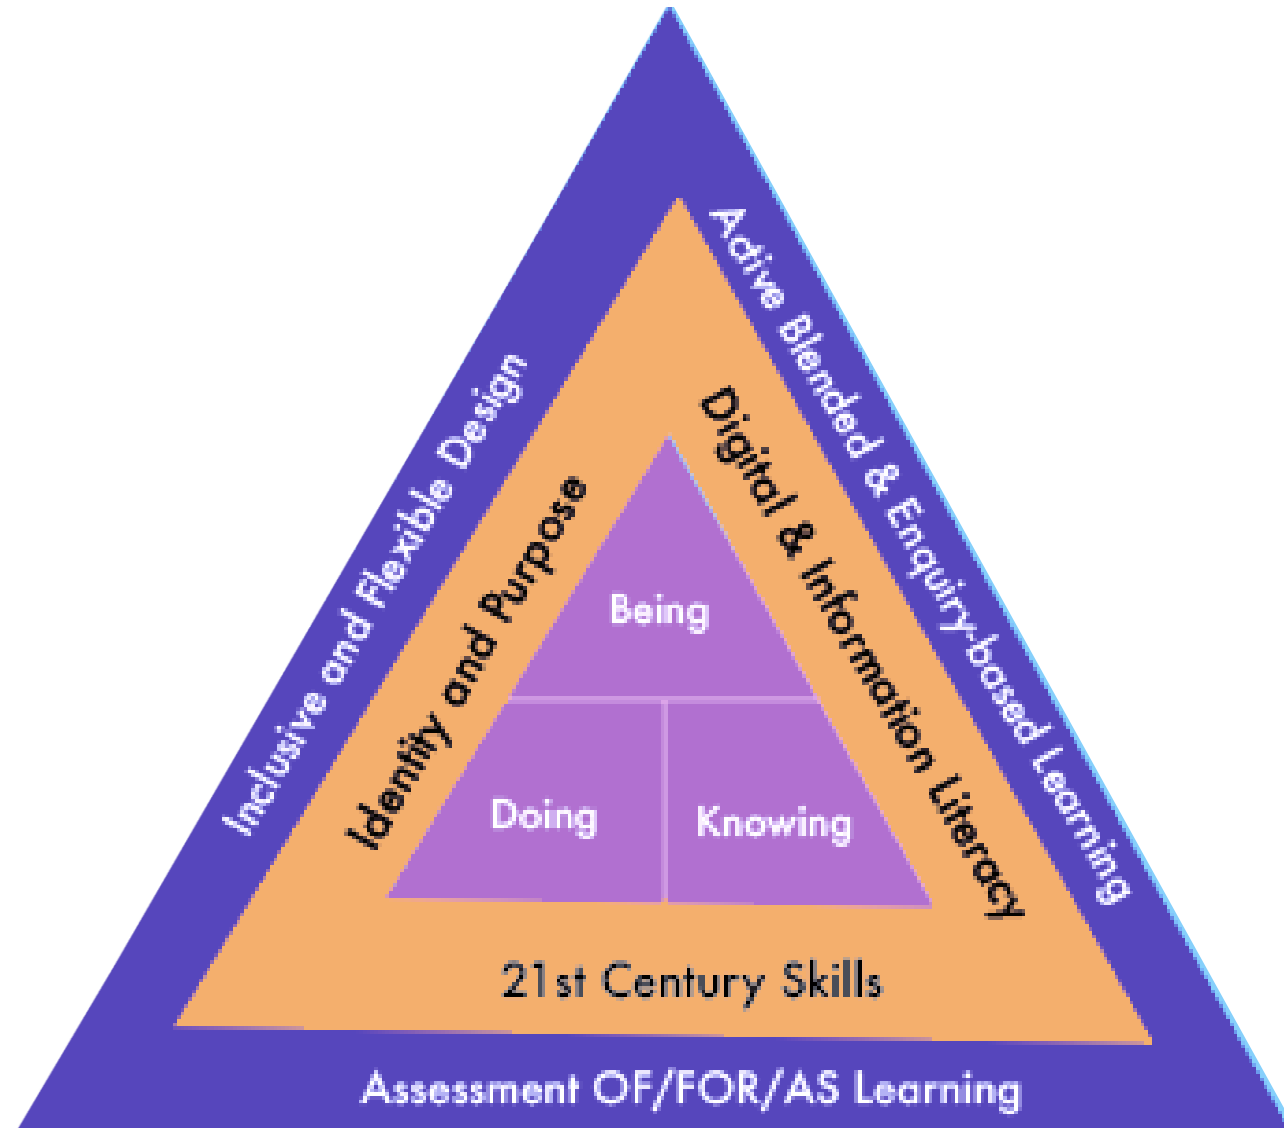 Inclusive and Flexible Design
Active Blended & Enquiry-based Learning
Identity and Purpose
Digital & Information Literacy
Being
Doing
Knowing
21st Century Skills
Assessment OF/FOR/AS Learning